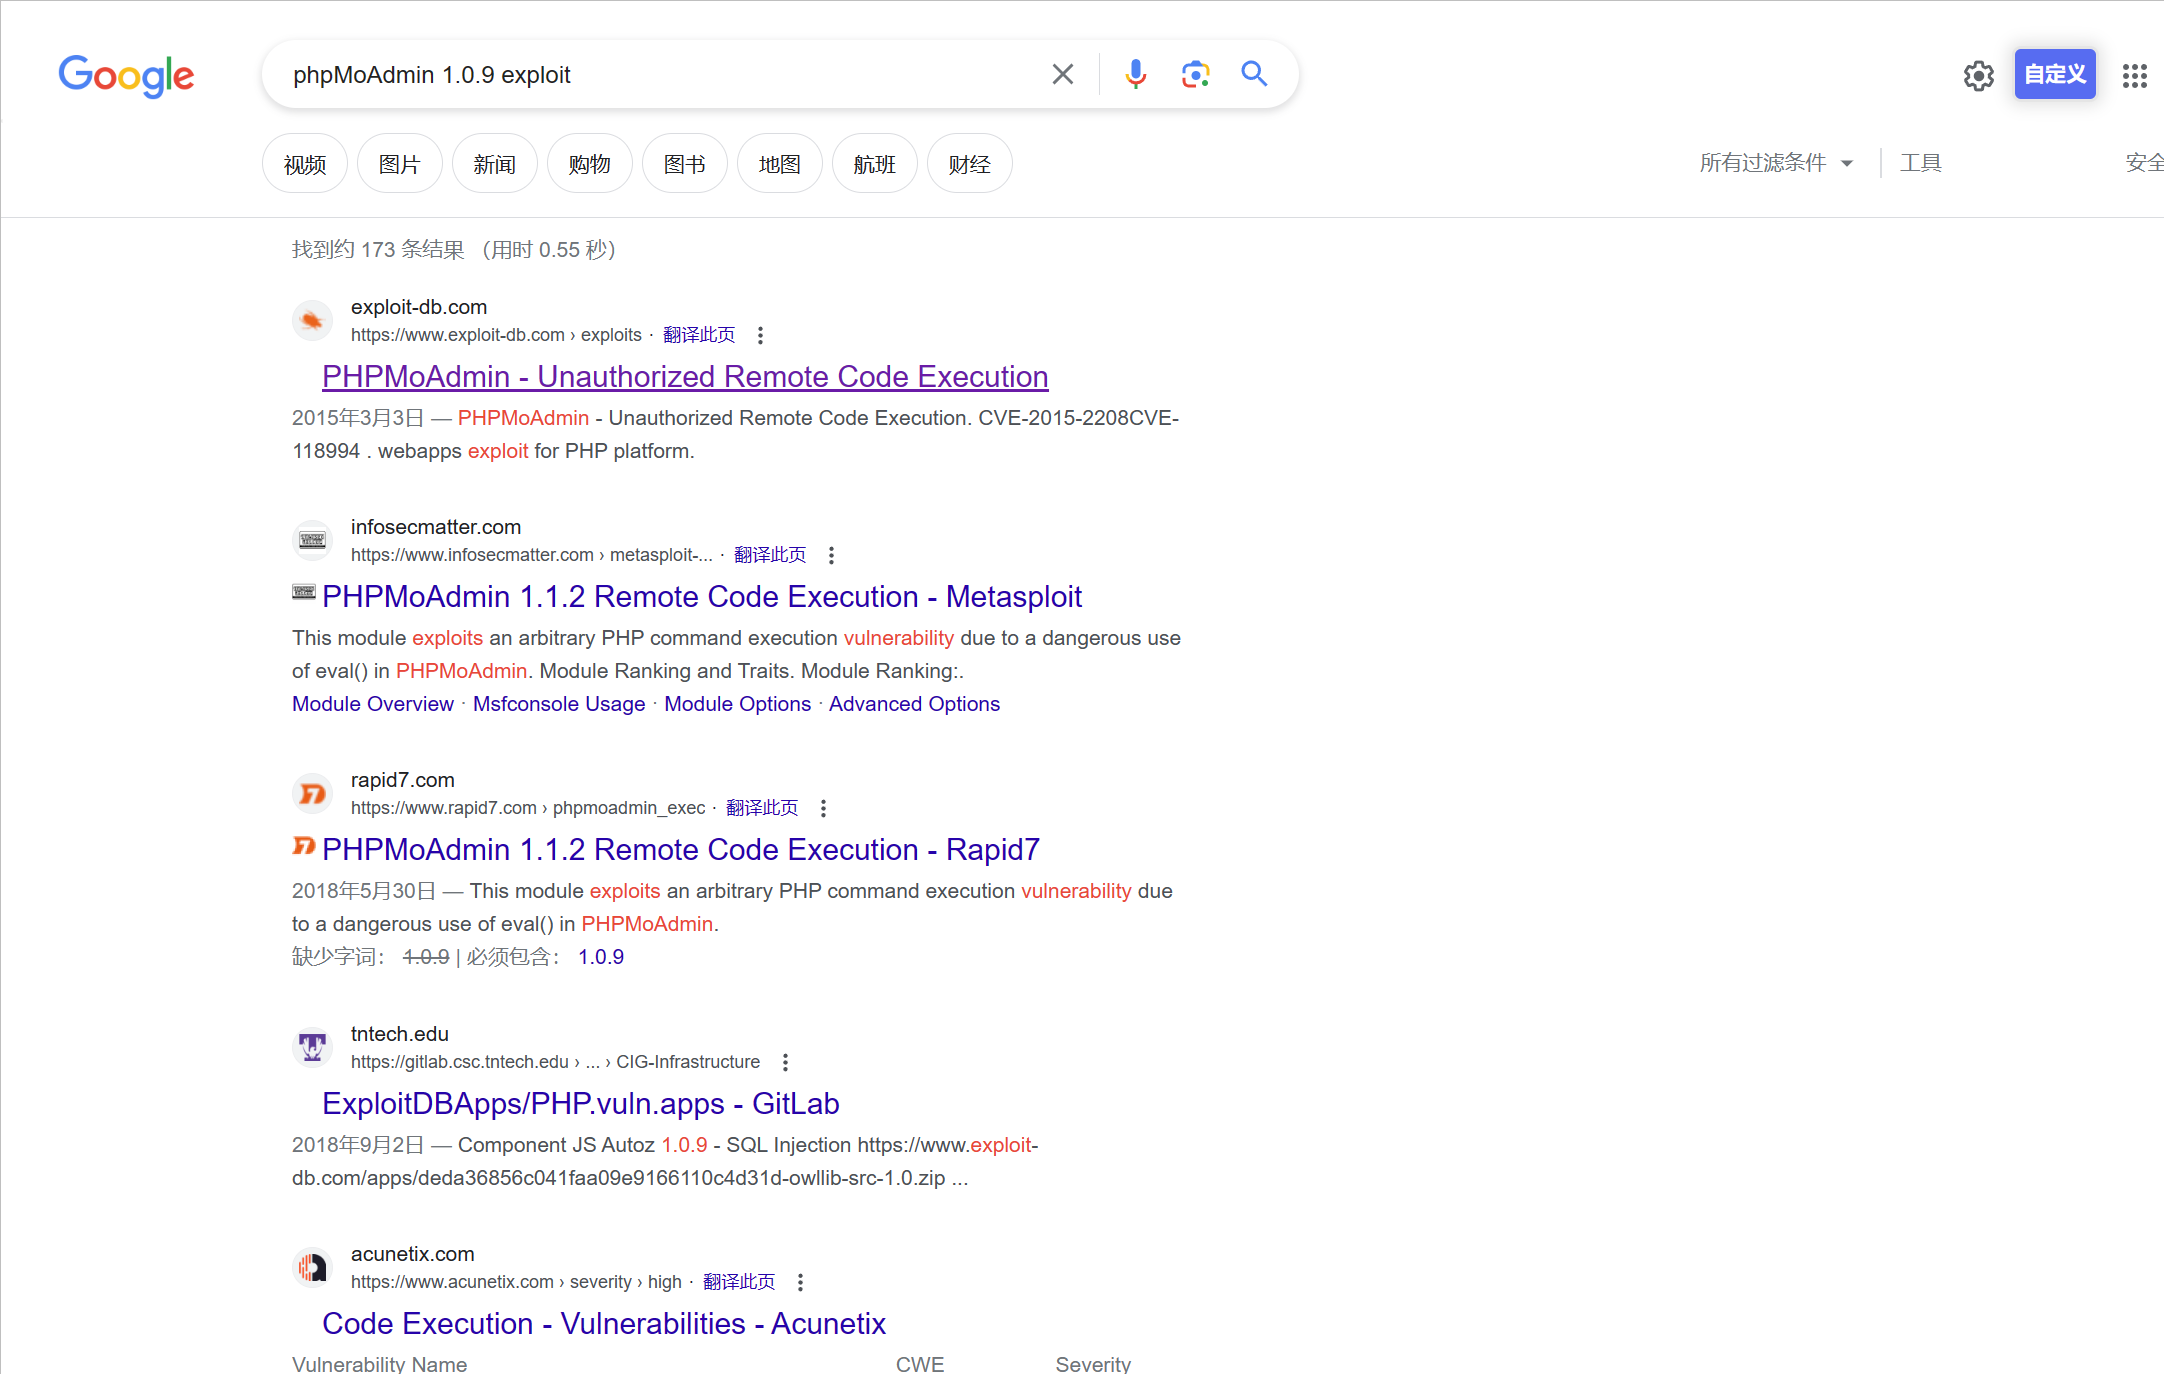 Google
phpMoAdmin 1.0.9 exploit
自定义
视频
图片
新闻
购物
图书
地图
航班
财经
所有过滤条件
工具
安全
找到约 173 条结果 （用时 0.55 秒）
exploit-db.com
https://www.exploit-db.com › exploits · 翻译此页
PHPMoAdmin - Unauthorized Remote Code Execution
2015年3月3日 — PHPMoAdmin - Unauthorized Remote Code Execution. CVE-2015-2208CVE-
118994 . webapps exploit for PHP platform.
infosecmatter.com
https://www.infosecmatter.com › metasploit-... · 翻译此页
PHPMoAdmin 1.1.2 Remote Code Execution - Metasploit
This module exploits an arbitrary PHP command execution vulnerability due to a dangerous use
of eval() in PHPMoAdmin. Module Ranking and Traits. Module Ranking:.
Module Overview · Msfconsole Usage · Module Options · Advanced Options
rapid7.com
https://www.rapid7.com › phpmoadmin_exec · 翻译此页
PHPMoAdmin 1.1.2 Remote Code Execution - Rapid7
2018年5月30日 — This module exploits an arbitrary PHP command execution vulnerability due
to a dangerous use of eval() in PHPMoAdmin.
缺少字词： 1.0.9 | 必须包含： 1.0.9
tntech.edu
https://gitlab.csc.tntech.edu › ... › CIG-Infrastructure
ExploitDBApps/PHP.vuln.apps - GitLab
2018年9月2日 — Component JS Autoz 1.0.9 - SQL Injection https://www.exploit-
db.com/apps/deda36856c041faa09e9166110c4d31d-owllib-src-1.0.zip ...
acunetix.com
https://www.acunetix.com › severity › high · 翻译此页
Code Execution - Vulnerabilities - Acunetix
Vulnerability Name CWE Severity